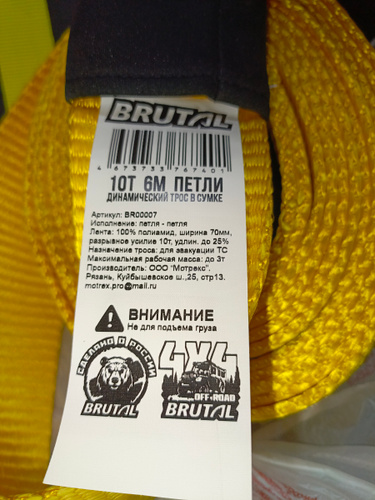 BRUTAL
4 673733 767401
10Т 6М ПЕТЛИ
ДИНАМИЧЕСКИЙ ТРОС В СУМКЕ
Артикул: BR00007
Исполнение: петля - петля
Лента: 100% полиамид, ширина 70мм,
разрывное усилие 10т, удлин. до 25%
Назначение троса: для эвакуации ТС
Максимальная рабочая масса: до 3т
Производитель: ООО "Мотрекс".
Рязань, Куйбышевское ш.,25, стр13.
motrex.pro@mail.ru
ВНИМАНИЕ
Не для подъема груза
СДЕЛАНО В РОССИИ
BRUTAL
4X4
OFF-ROAD
BRUTAL